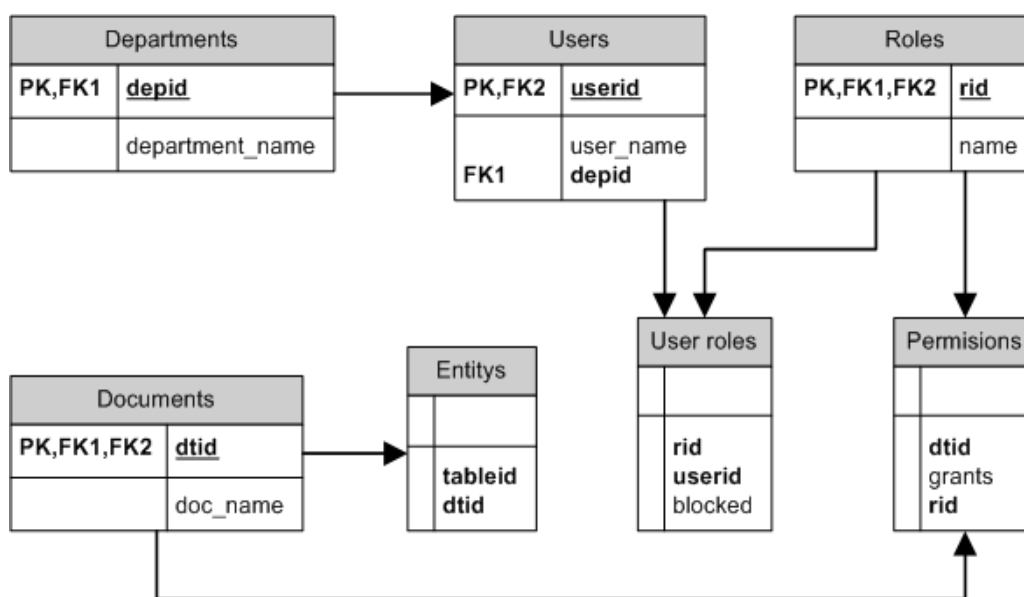 Departments
PK,FK1 depid
department_name
Users
PK,FK2 userid
user_name
FK1 depid
Roles
PK,FK1,FK2 rid
name
Documents
PK,FK1,FK2 dtid
doc_name
Entitys
tableid
dtid
User roles
rid
userid
blocked
Permisions
dtid
grants
rid